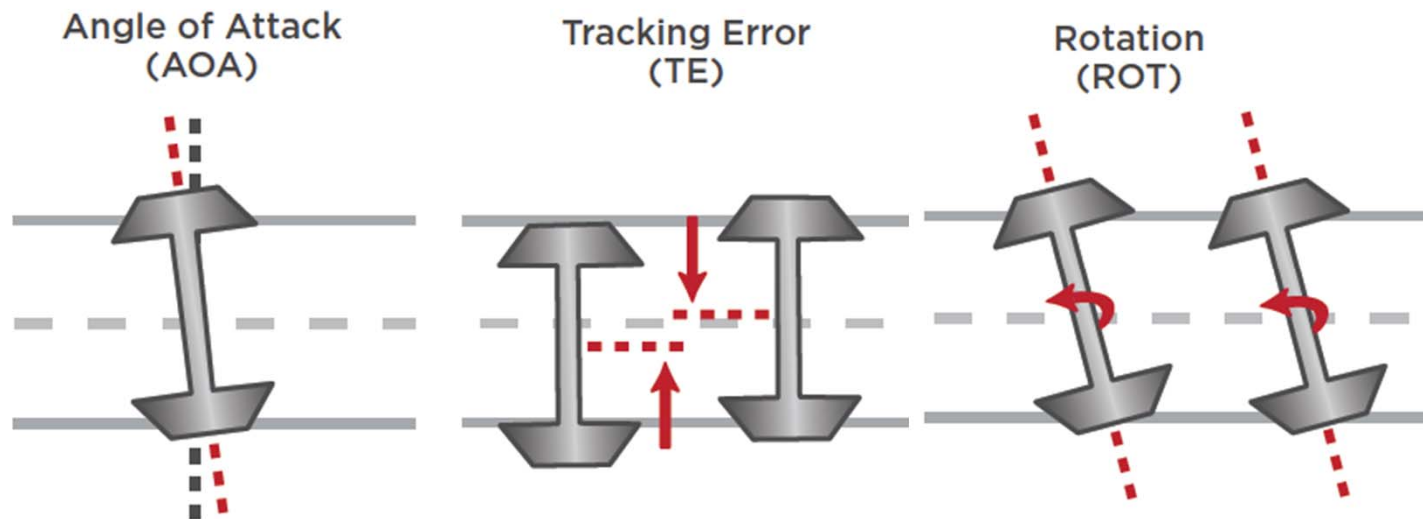 Angle of Attack
(AOA)
Tracking Error
(TE)
Rotation
(ROT)